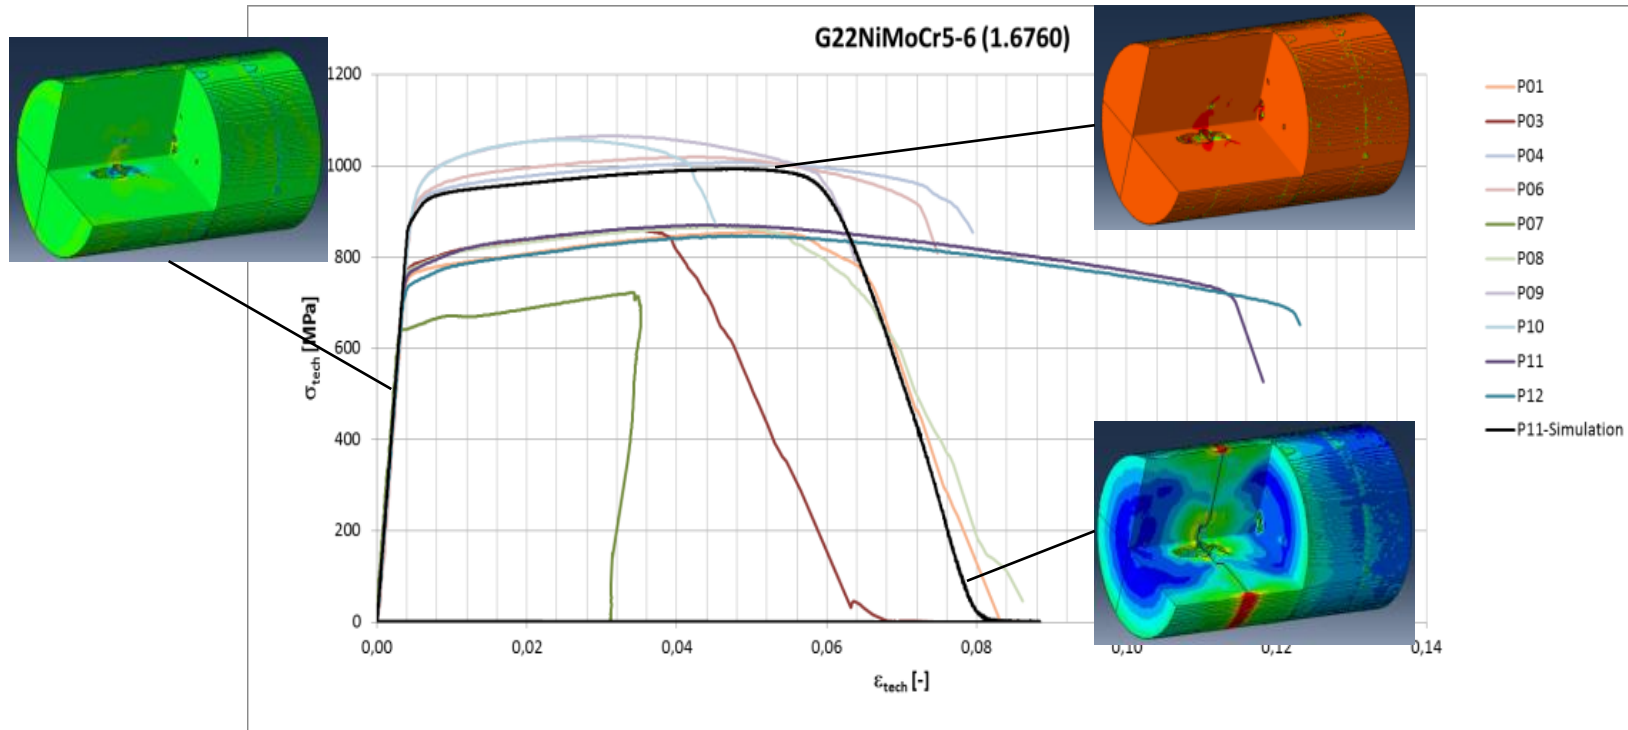 G22NiMoCr5-6 (1.6760)
1200
1000
800
600
400
200
0
σtech [MPa]
0,00
0,02
0,04
0,06
0,08
0,10
0,12
0,14
εtech [-]
P01
P03
P04
P06
P07
P08
P09
P10
P11
P12
P11-Simulation